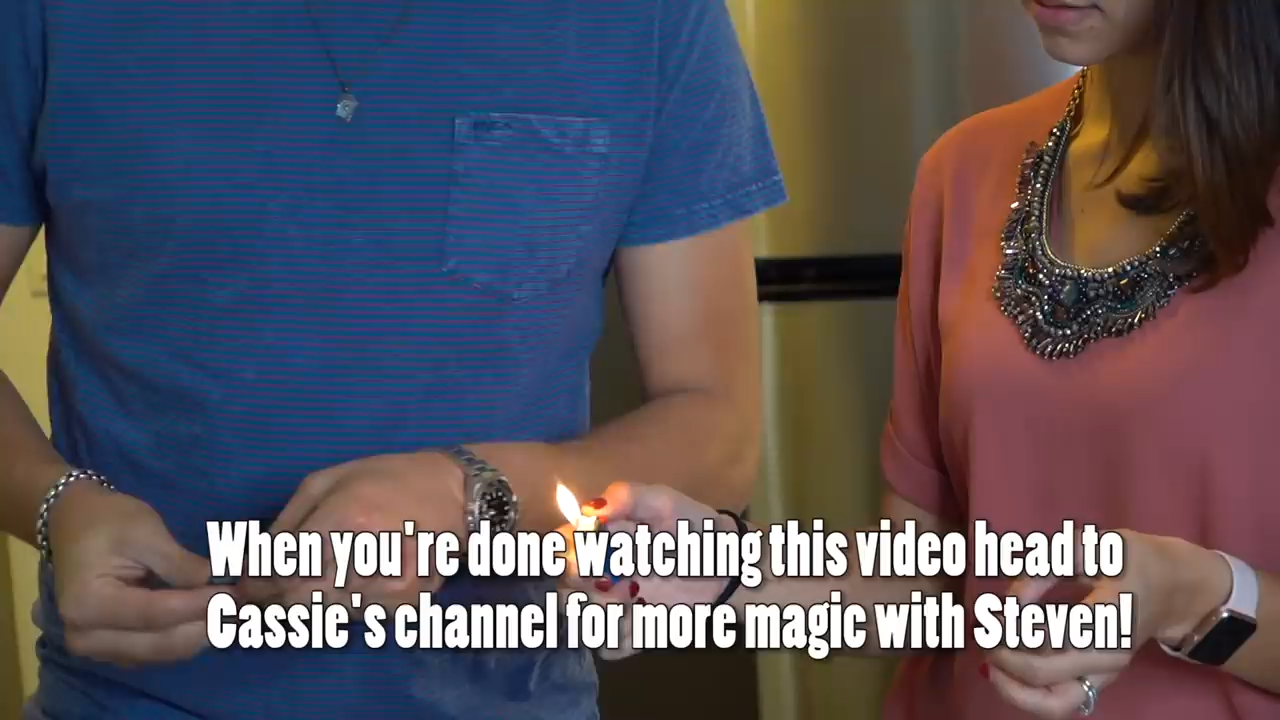 When you're done watching this video head to
Cassie's channel for more magic with Steven!